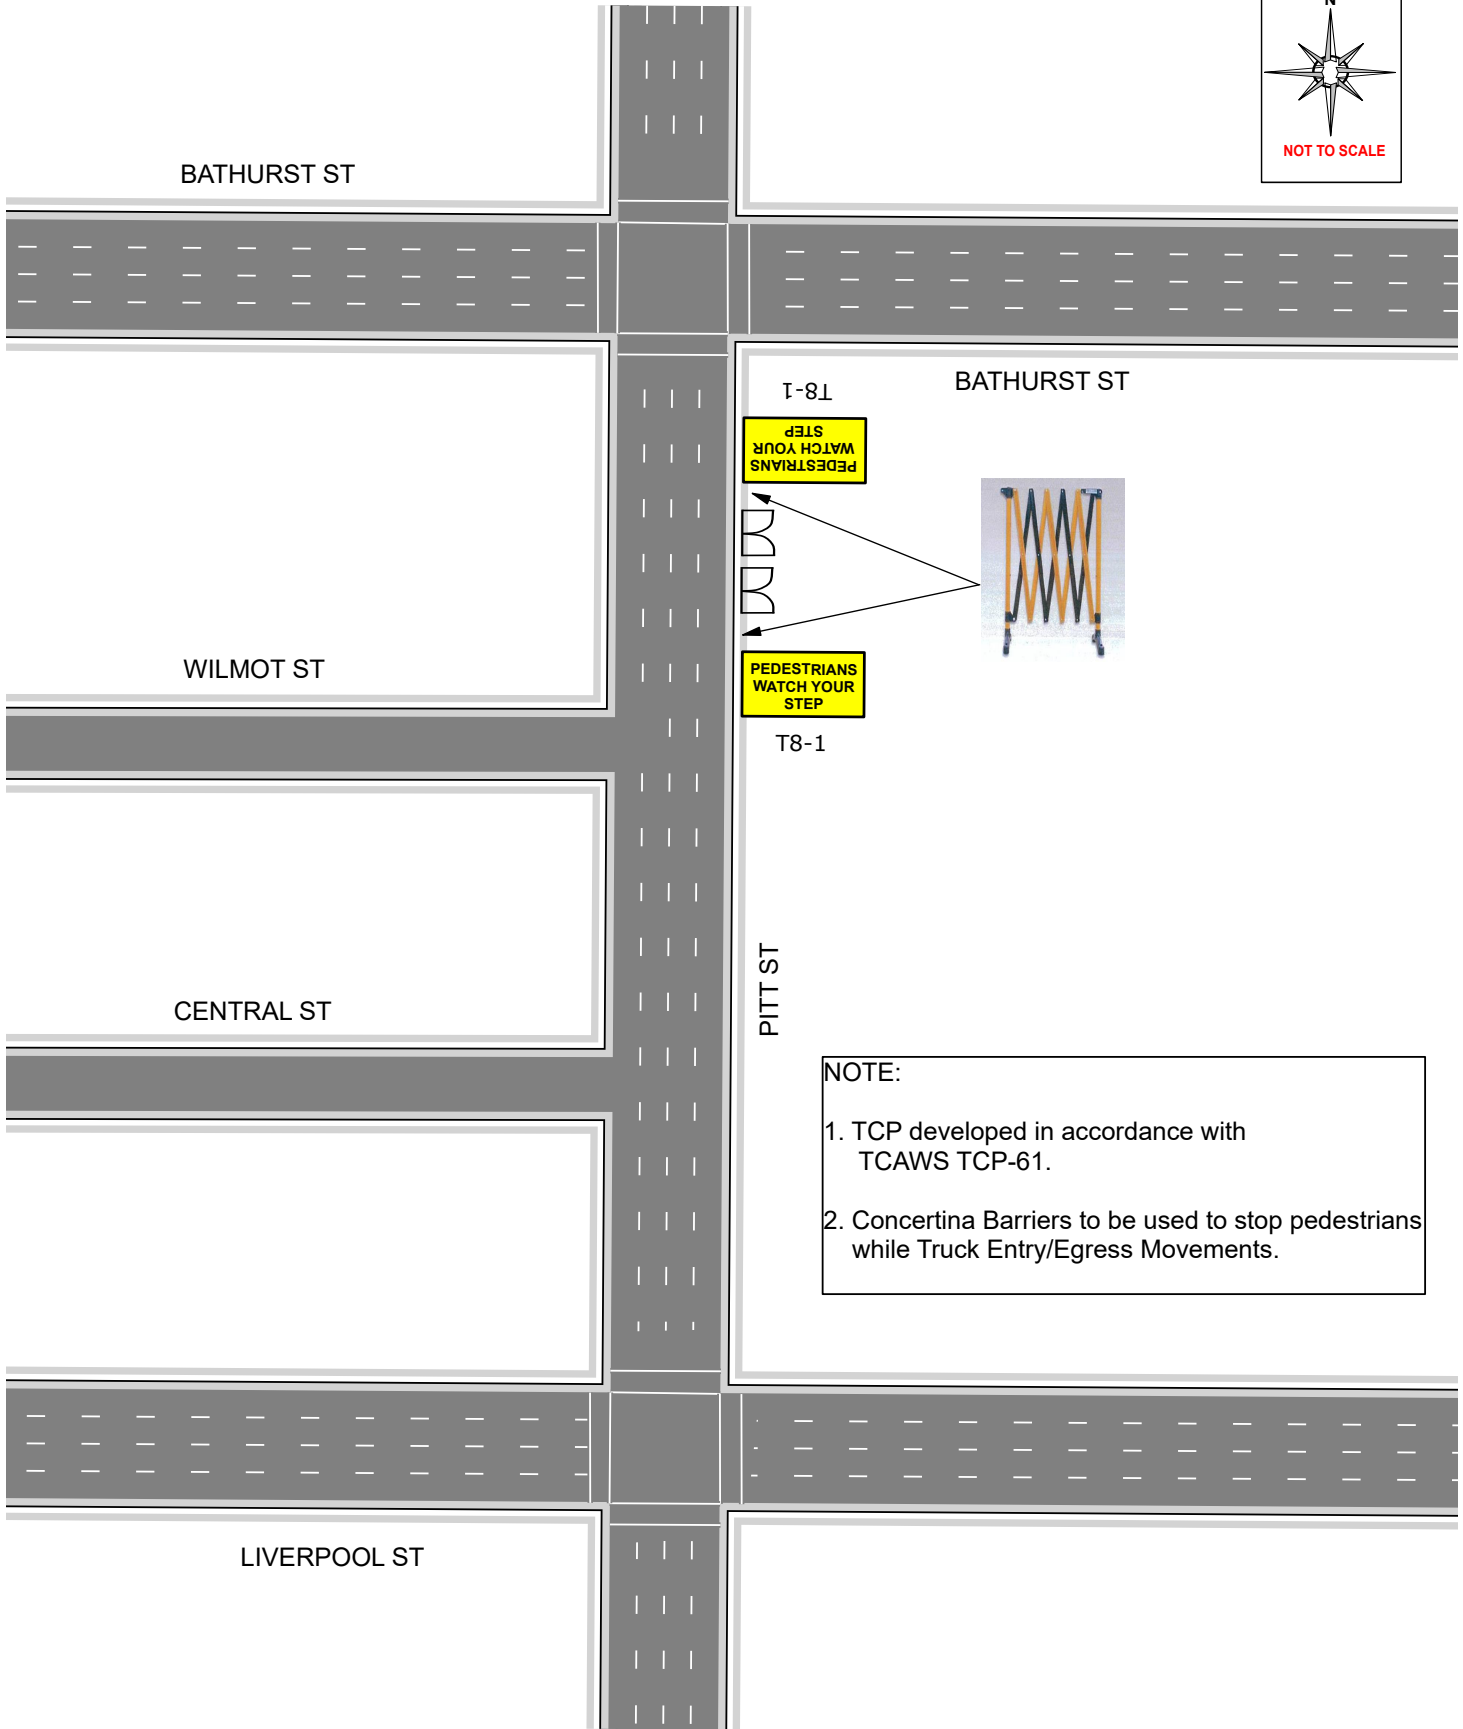 N
NOT TO SCALE
BATHURST ST
BATHURST ST
T8-1
PEDESTRIANS
WATCH YOUR
STEP
WILMOT ST
PEDESTRIANS
WATCH YOUR
STEP
T8-1
CENTRAL ST
PITT ST
NOTE:
1. TCP developed in accordance with
TCAWS TCP-61.
2. Concertina Barriers to be used to stop pedestrians
while Truck Entry/Egress Movements.
LIVERPOOL ST